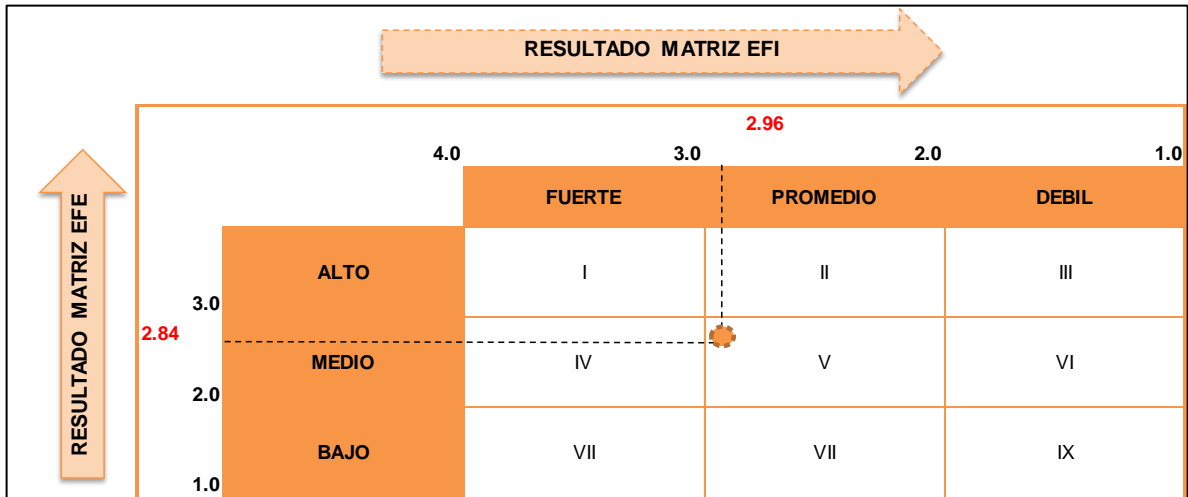 RESULTADO MATRIZ EFI
2.96
4.0 3.0 2.0 1.0
FUERTE PROMEDIO DEBIL
RESULTADO MATRIZ EFE
ALTO I II III
3.0
2.84
MEDIO IV V VI
2.0
BAJO VII VII IX
1.0